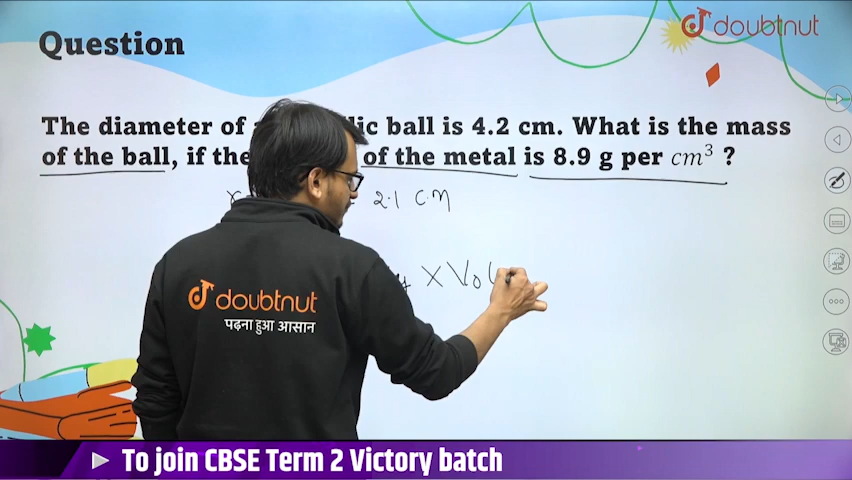 Question
doubtnut
The diameter of a lic ball is 4.2 cm. What is the mass
of the ball, if the of the metal is 8.9 g per cm³ ?
2.1 cm
× Vol
doubtnut
पढ़ना हुआ आसान
To join CBSE Term 2 Victory batch